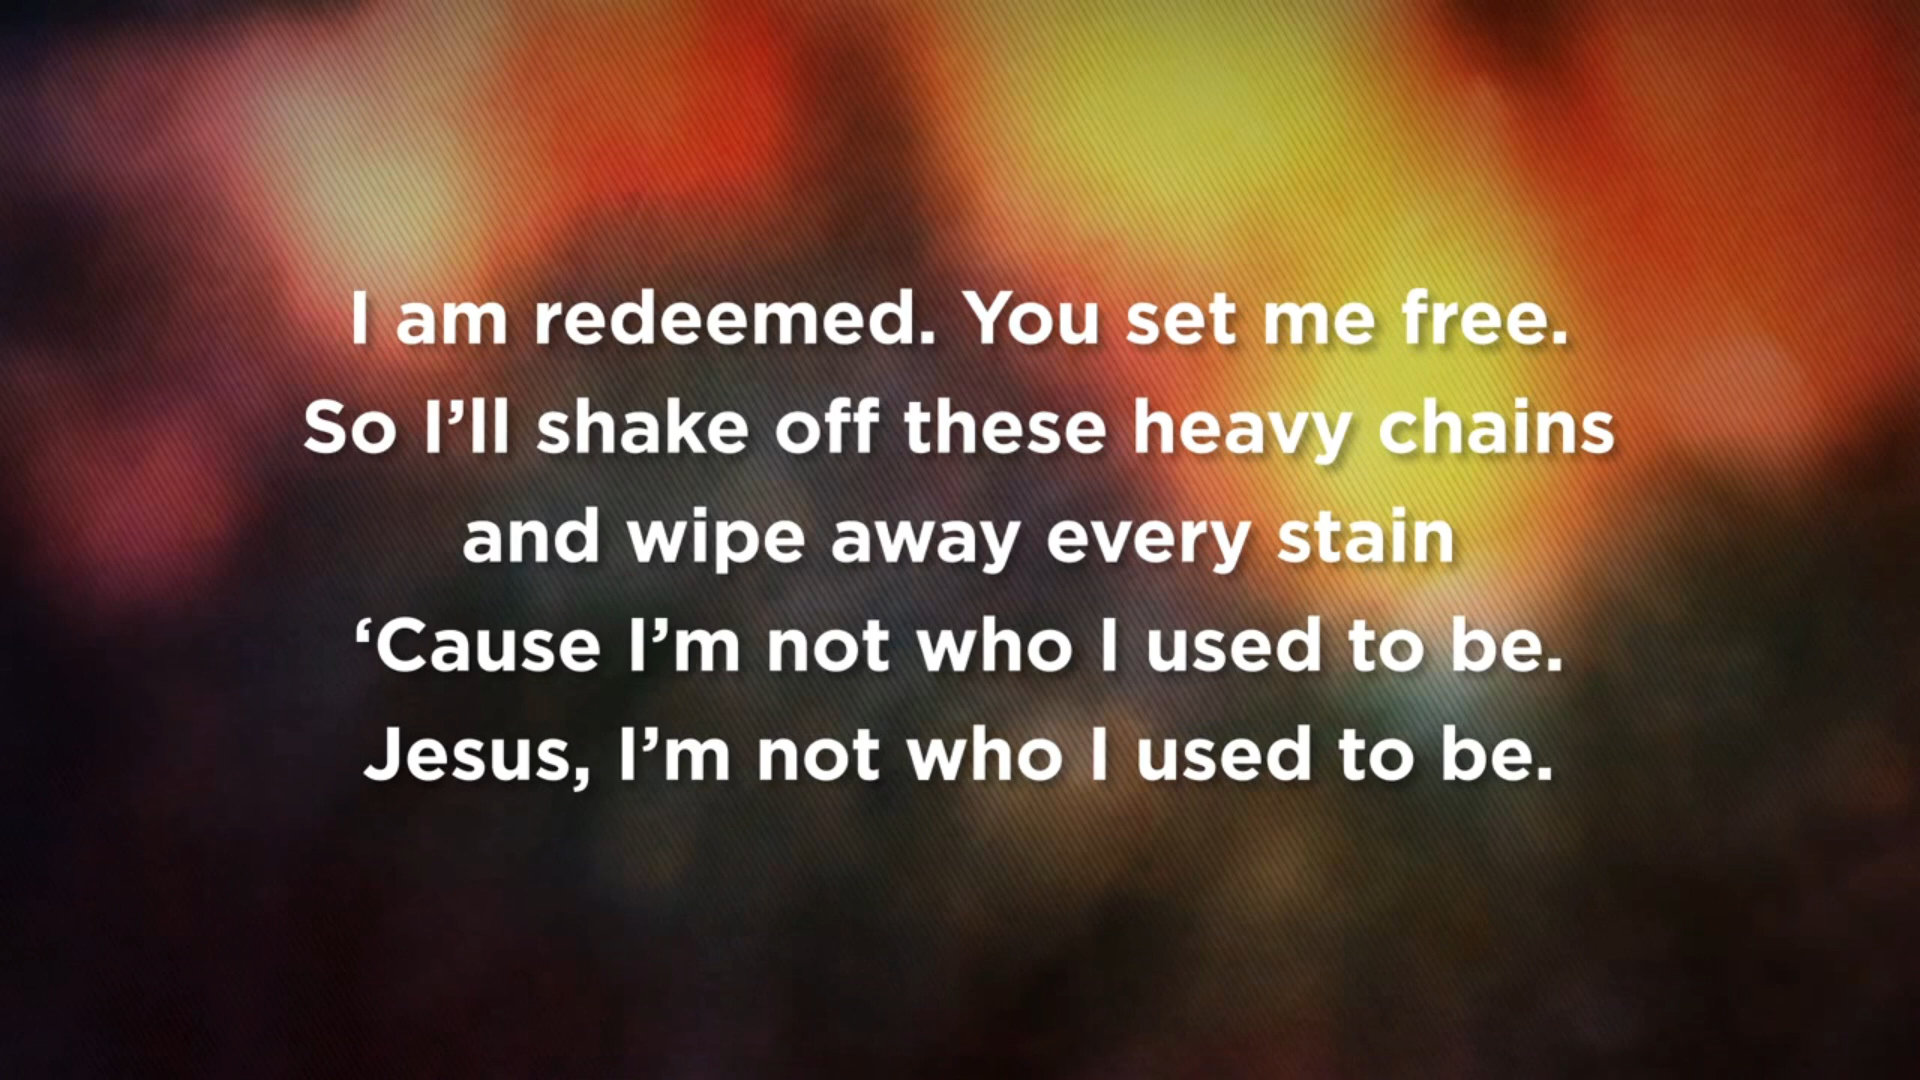 I am redeemed. You set me free.
So I’ll shake off these heavy chains
and wipe away every stain
‘Cause I’m not who I used to be.
Jesus, I’m not who I used to be.